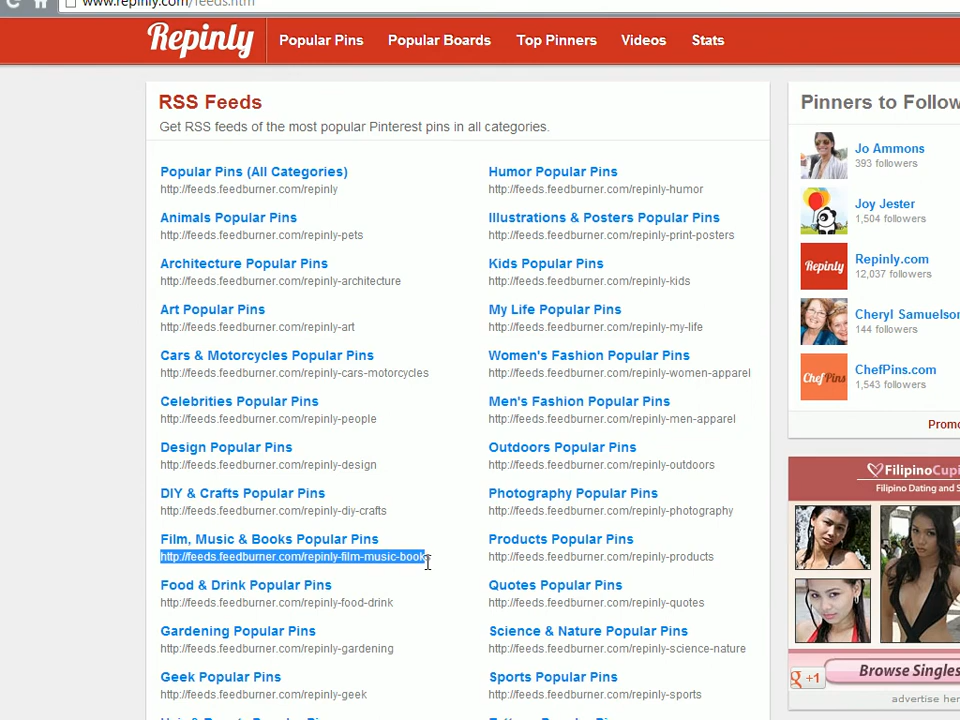 www.repinly.com/feeds.htm
Repinly
Popular Pins
Popular Boards
Top Pinners
Videos
Stats
RSS Feeds
Get RSS feeds of the most popular Pinterest pins in all categories.
Popular Pins (All Categories)
http://feeds.feedburner.com/repinly
Animals Popular Pins
http://feeds.feedburner.com/repinly-pets
Architecture Popular Pins
http://feeds.feedburner.com/repinly-architecture
Art Popular Pins
http://feeds.feedburner.com/repinly-art
Cars & Motorcycles Popular Pins
http://feeds.feedburner.com/repinly-cars-motorcycles
Celebrities Popular Pins
http://feeds.feedburner.com/repinly-people
Design Popular Pins
http://feeds.feedburner.com/repinly-design
DIY & Crafts Popular Pins
http://feeds.feedburner.com/repinly-diy-crafts
Film, Music & Books Popular Pins
http://feeds.feedburner.com/repinly-film-music-book
Food & Drink Popular Pins
http://feeds.feedburner.com/repinly-food-drink
Gardening Popular Pins
http://feeds.feedburner.com/repinly-gardening
Geek Popular Pins
http://feeds.feedburner.com/repinly-geek
Humor Popular Pins
http://feeds.feedburner.com/repinly-humor
Illustrations & Posters Popular Pins
http://feeds.feedburner.com/repinly-print-posters
Kids Popular Pins
http://feeds.feedburner.com/repinly-kids
My Life Popular Pins
http://feeds.feedburner.com/repinly-my-life
Women's Fashion Popular Pins
http://feeds.feedburner.com/repinly-women-apparel
Men's Fashion Popular Pins
http://feeds.feedburner.com/repinly-men-apparel
Outdoors Popular Pins
http://feeds.feedburner.com/repinly-outdoors
Photography Popular Pins
http://feeds.feedburner.com/repinly-photography
Products Popular Pins
http://feeds.feedburner.com/repinly-products
Quotes Popular Pins
http://feeds.feedburner.com/repinly-quotes
Science & Nature Popular Pins
http://feeds.feedburner.com/repinly-science-nature
Sports Popular Pins
http://feeds.feedburner.com/repinly-sports
Pinners to Follow
Jo Ammons
393 followers
Joy Jester
1,504 followers
Repinly
Repinly.com
12,037 followers
Cheryl Samuelson
144 followers
ChefPins
ChefPins.com
1,543 followers
Promo
FilipinoCupi
Filipino Dating and S
Browse Singles
g +1
advertise her